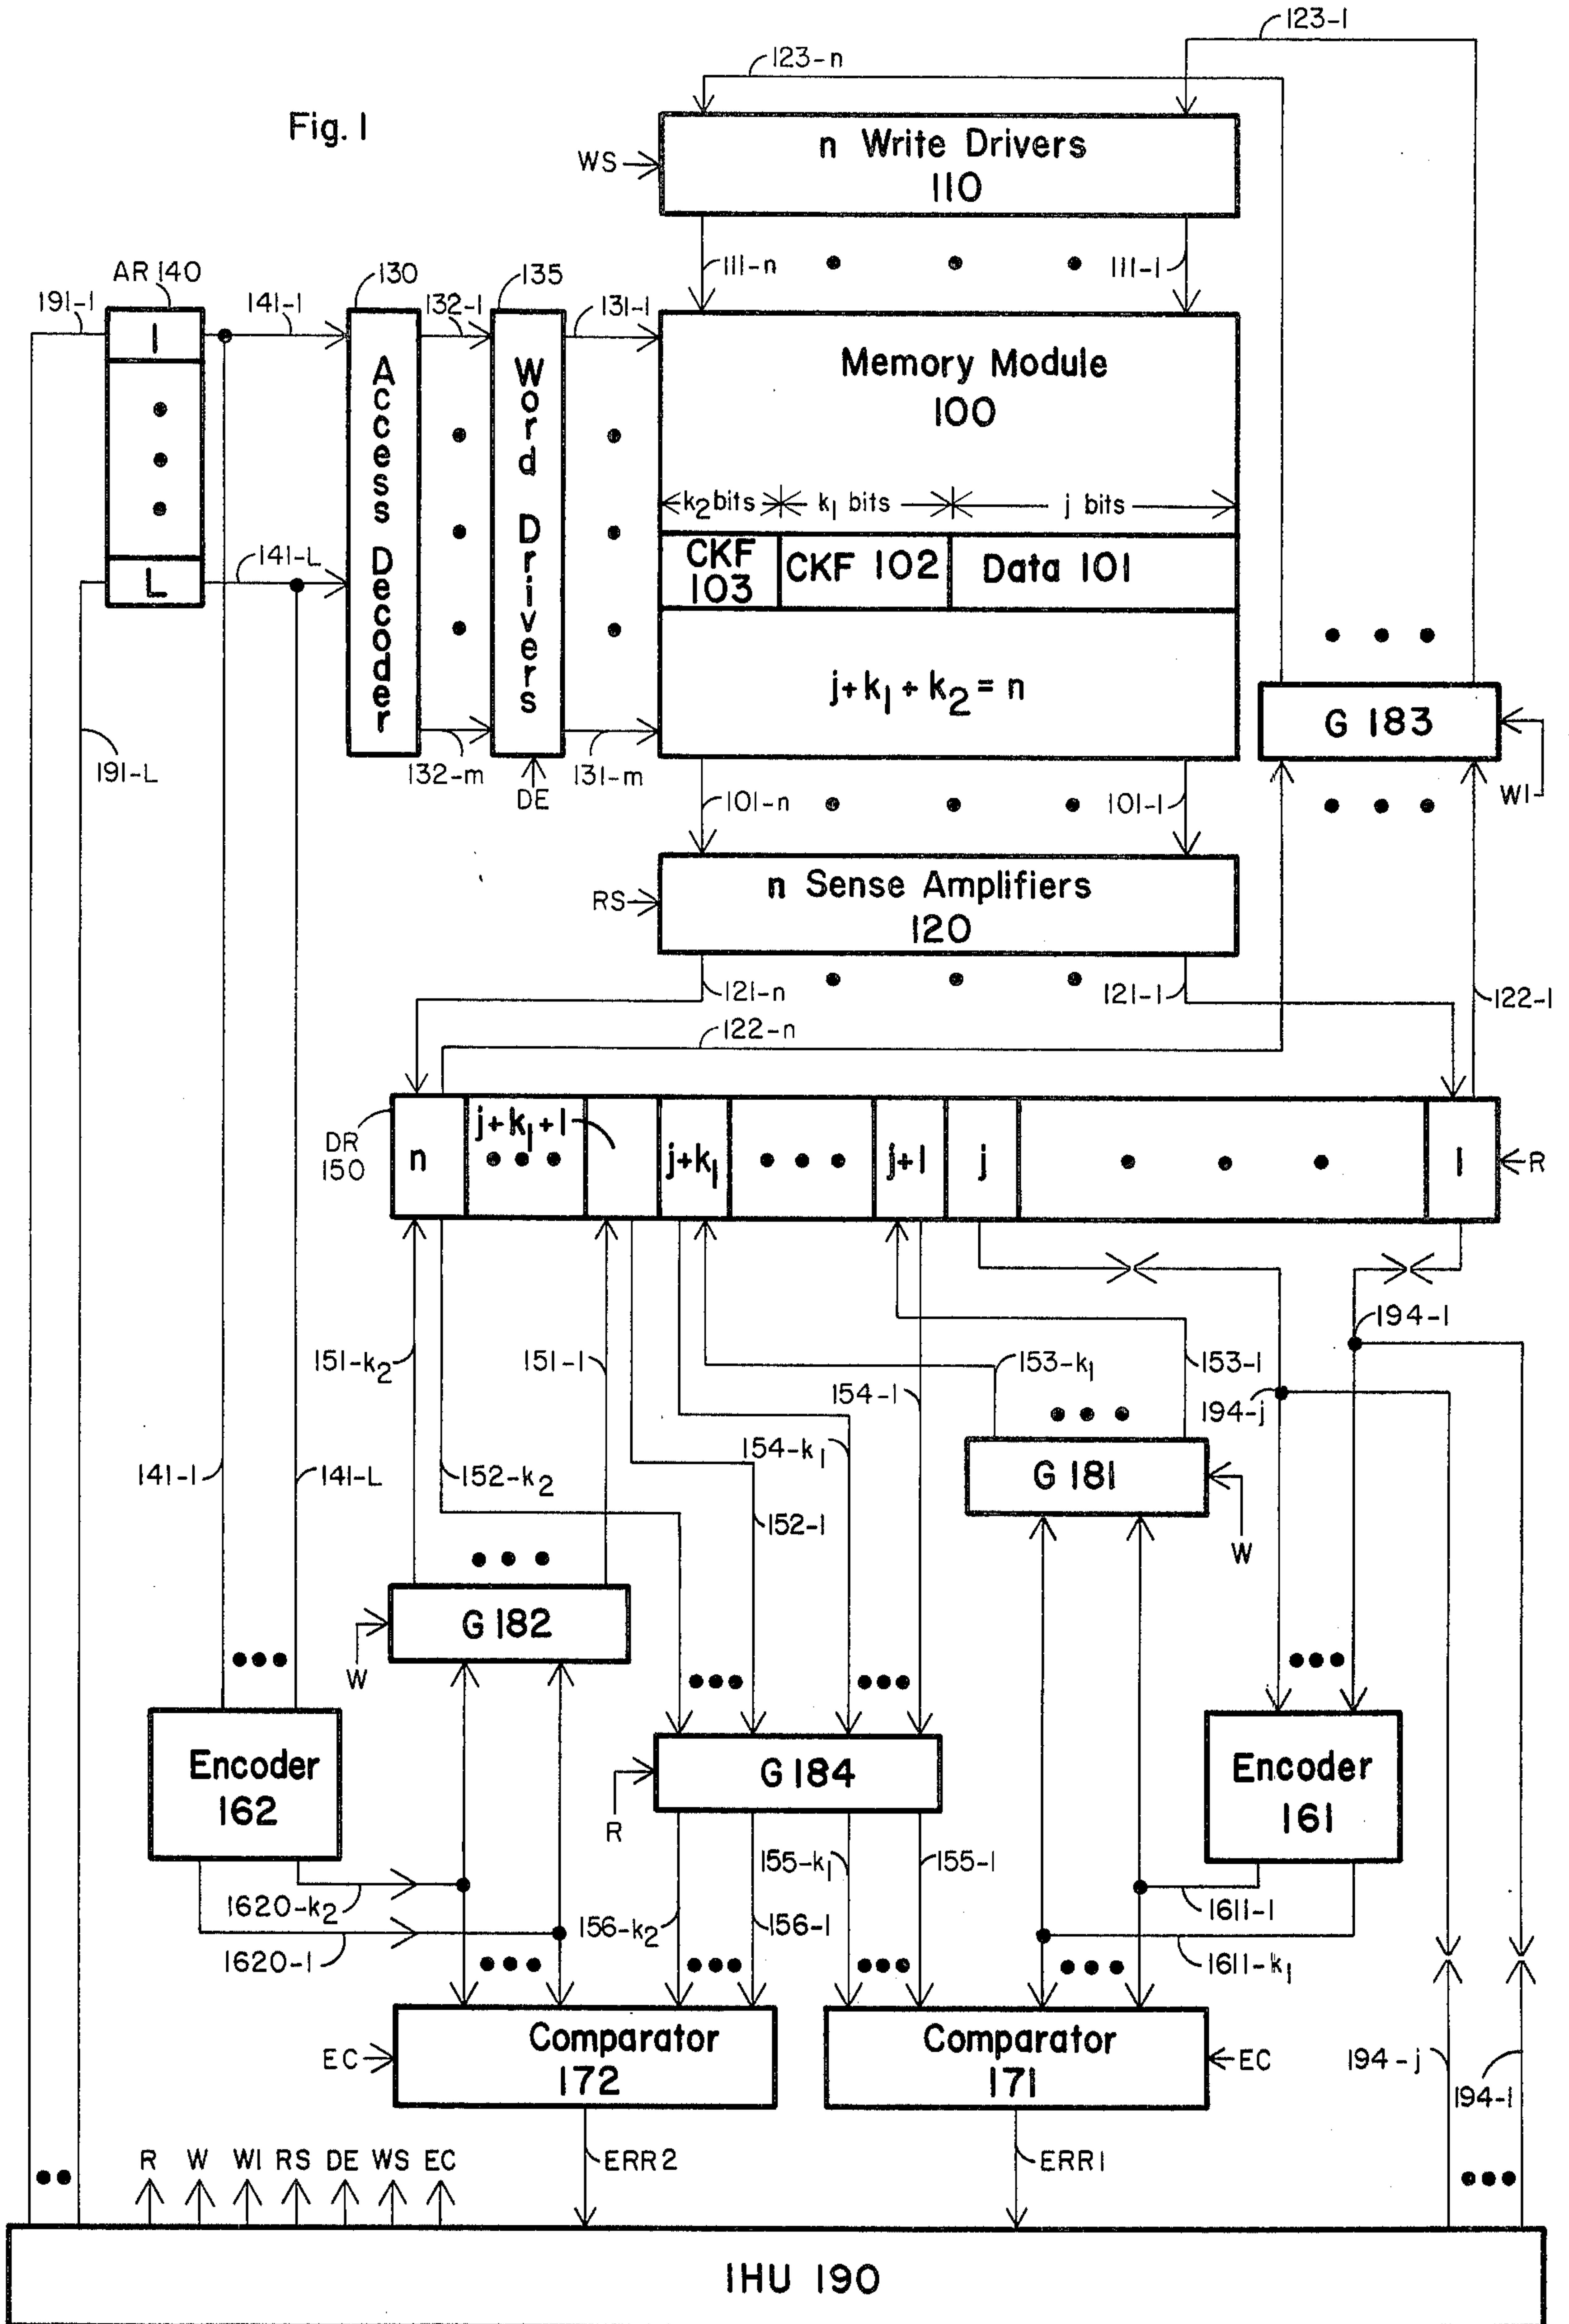 123-1
123-n
Fig. 1
n Write Drivers
110
WS
111-n
111-1
AR 140
130
135
191-1
141-1
132-1
131-1
1
Access Decoder
Word Drivers
Memory Module
100
k2 bits
k1 bits
j bits
141-L
L
CKF
103
CKF 102
Data 101
j+k1+k2=n
G 183
191-L
132-m
131-m
DE
101-n
101-1
W1
n Sense Amplifiers
120
RS
121-n
121-1
122-1
122-n
DR
150
n
j+k1+1
j+k1
j+1
j
1
R
194-1
151-k2
151-1
153-k1
153-1
154-1
194-j
154-k1
G 181
141-1
141-L
152-k2
152-1
W
G 182
W
Encoder
162
G 184
Encoder
161
R
155-k1
155-1
1620-k2
1611-1
156-k2
156-1
1620-1
1611-k1
Comparator
172
Comparator
171
EC
EC
194-j
194-1
R W W1 RS DE WS EC
ERR2
ERR1
IHU 190